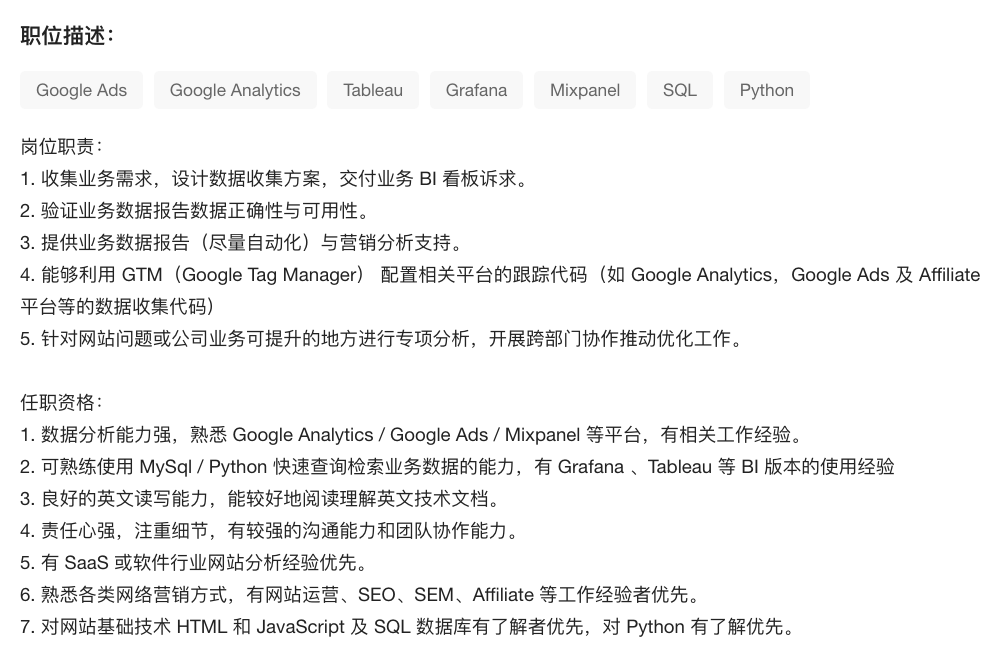 职位描述：
Google Ads Google Analytics Tableau Grafana Mixpanel SQL Python
岗位职责：
1. 收集业务需求，设计数据收集方案，交付业务 BI 看板诉求。
2. 验证业务数据报告数据正确性与可用性。
3. 提供业务数据报告（尽量自动化）与营销分析支持。
4. 能够利用 GTM（Google Tag Manager） 配置相关平台的跟踪代码（如 Google Analytics，Google Ads 及 Affiliate
平台等的数据收集代码）
5. 针对网站问题或公司业务可提升的地方进行专项分析，开展跨部门协作推动优化工作。
任职资格：
1. 数据分析能力强，熟悉 Google Analytics / Google Ads / Mixpanel 等平台，有相关工作经验。
2. 可熟练使用 MySql / Python 快速查询检索业务数据的能力，有 Grafana 、Tableau 等 BI 版本的使用经验
3. 良好的英文读写能力，能较好地阅读理解英文技术文档。
4. 责任心强，注重细节，有较强的沟通能力和团队协作能力。
5. 有 SaaS 或软件行业网站分析经验优先。
6. 熟悉各类网络营销方式，有网站运营、SEO、SEM、Affiliate 等工作经验者优先。
7. 对网站基础技术 HTML 和 JavaScript 及 SQL 数据库有了解者优先，对 Python 有了解优先。